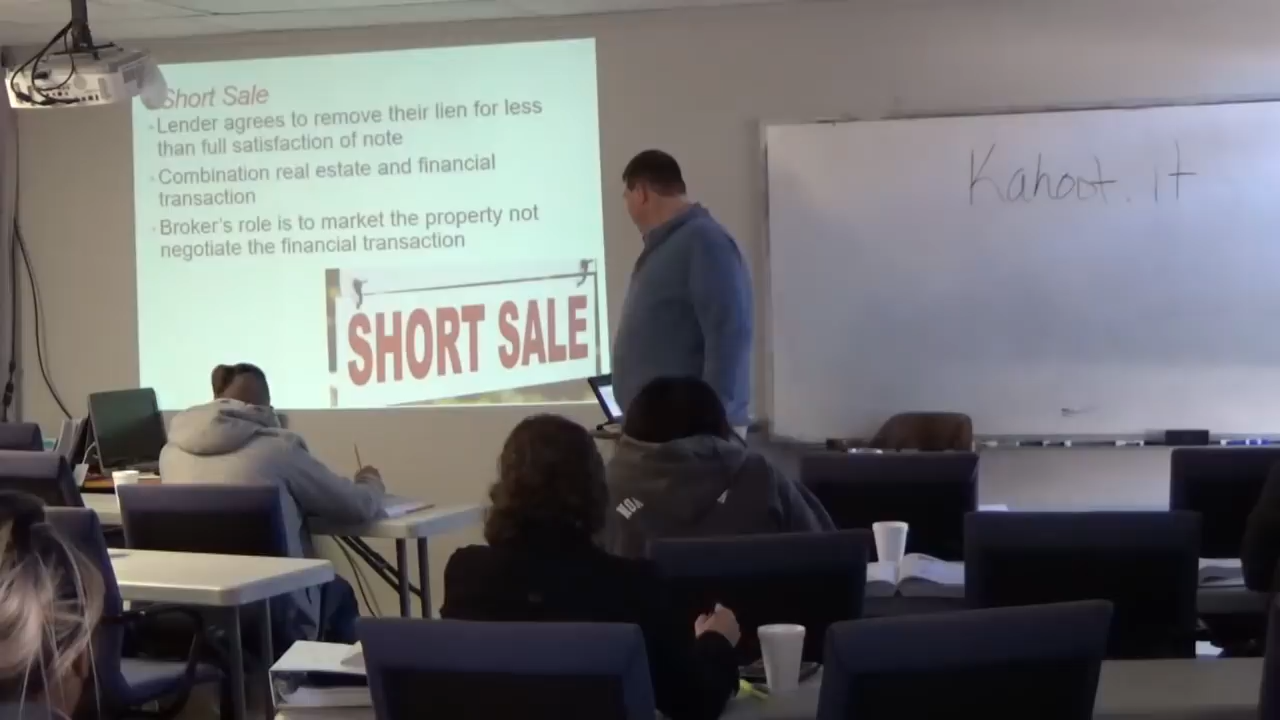 Short Sale
Lender agrees to remove their lien for less
than full satisfaction of note
Combination real estate and financial
transaction
Broker's role is to market the property not
negotiate the financial transaction
SHORT SALE
Kahoot.it